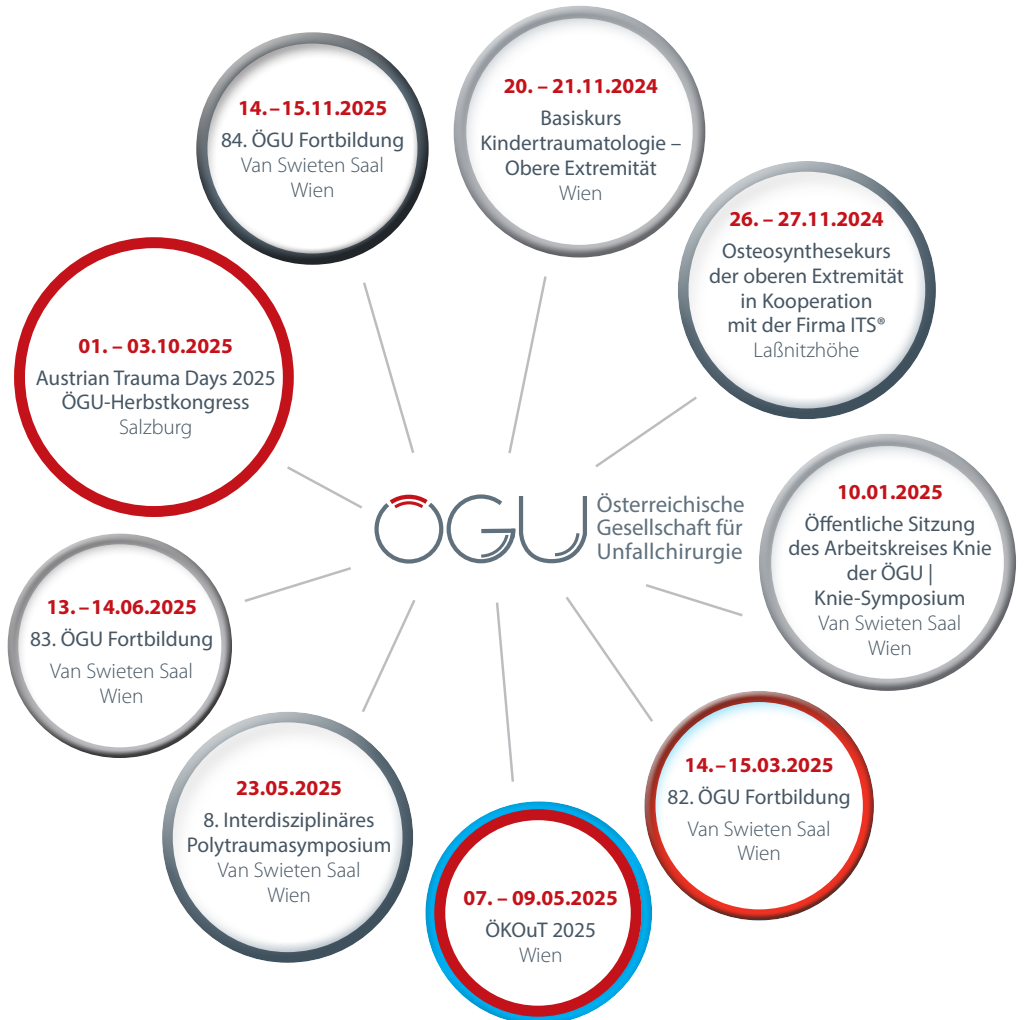 20. – 21.11.2024
Basiskurs
Kindertraumatologie –
Obere Extremität
Wien
26. – 27.11.2024
Osteosynthesekurs
der oberen Extremität
in Kooperation
mit der Firma ITS®
Laßnitzhöhe
10.01.2025
Öffentliche Sitzung
des Arbeitskreises Knie
der ÖGU |
Knie-Symposium
Van Swieten Saal
Wien
14.–15.03.2025
82. ÖGU Fortbildung
Van Swieten Saal
Wien
07. – 09.05.2025
ÖKOuT 2025
Wien
23.05.2025
8. Interdisziplinäres
Polytraumasymposium
Van Swieten Saal
Wien
13.–14.06.2025
83. ÖGU Fortbildung
Van Swieten Saal
Wien
01. – 03.10.2025
Austrian Trauma Days 2025
ÖGU-Herbstkongress
Salzburg
14.–15.11.2025
84. ÖGU Fortbildung
Van Swieten Saal
Wien
ÖGU
Österreichische
Gesellschaft für
Unfallchirurgie